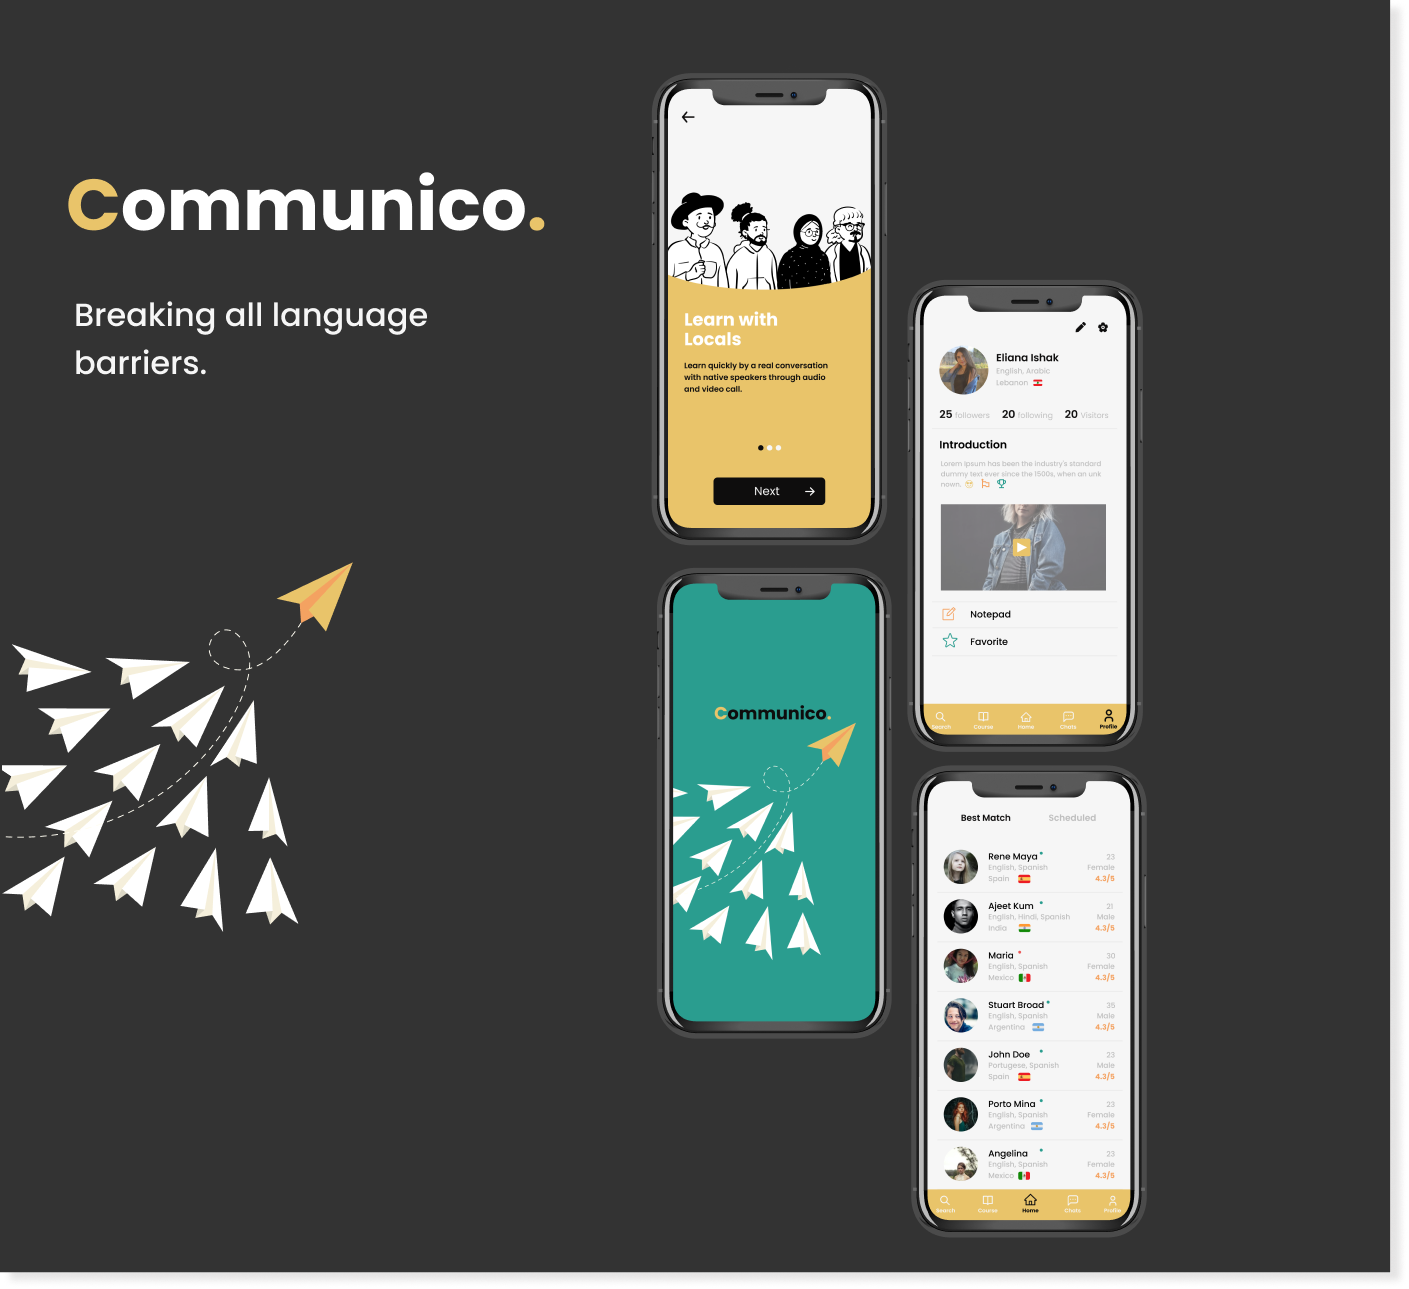 Communico.
Breaking all language
barriers.
Learn with
Locals
Learn quickly by a real conversation
with native speakers through audio
and video call.
Next
Eliana Ishak
English, Arabic
Lebanon
25 followers 20 following 20 Visitors
Introduction
Lorem Ipsum has been the industry's standard
dummy text ever since the 1500s, when an unk
nown.
Notepad
Favorite
Search Course Home Chats Profile
Communico.
Best Match Scheduled
Rene Maya 23
English, Spanish Female
Spain 4.3/5
Ajeet Kum 21
English, Hindi, Spanish Male
India 4.3/5
Maria 30
English, Spanish Female
Mexico 4.3/5
Stuart Broad 35
English, Spanish Male
Argentina 4.3/5
John Doe 23
Portugese, Spanish Male
Spain 4.3/5
Porto Mina 23
English, Spanish Female
Argentina 4.3/5
Angelina 23
English, Spanish Female
Mexico 4.3/5
Search Course Home Chats Profile